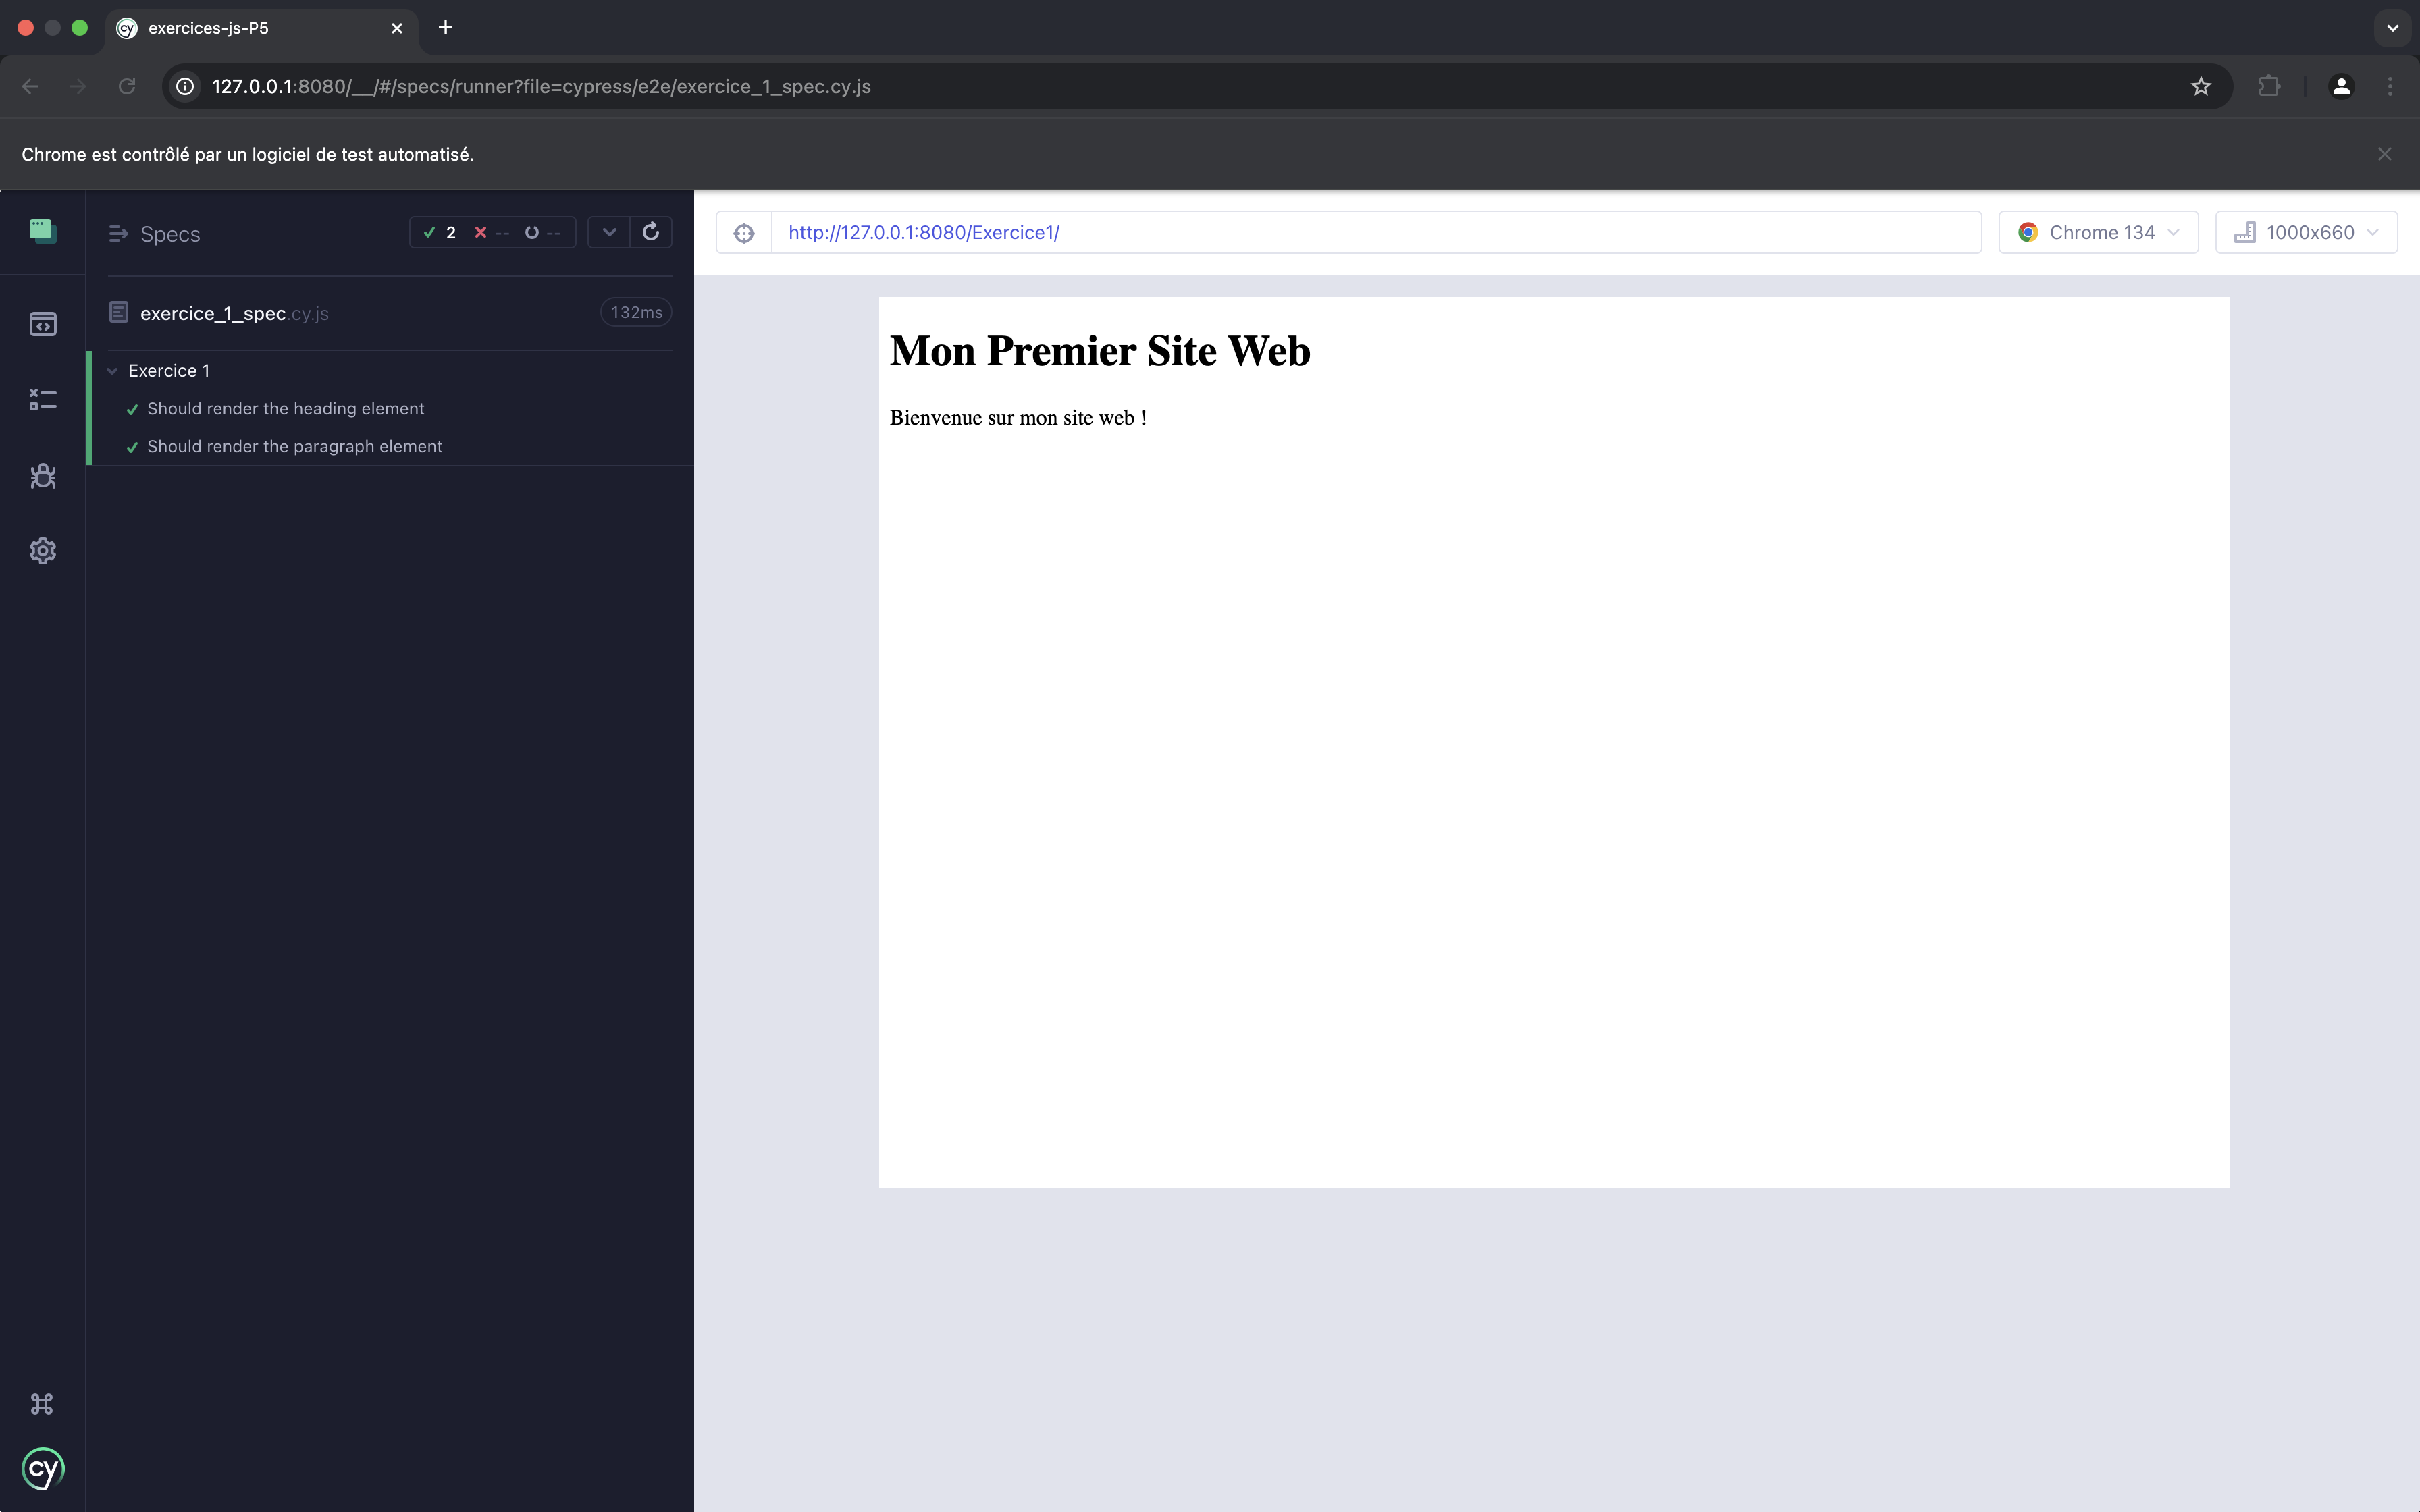 exercices-js-P5
127.0.0.1:8080/__/#/specs/runner?file=cypress/e2e/exercice_1_spec.cy.js
Chrome est contrôlé par un logiciel de test automatisé.
Specs
2 -- --
http://127.0.0.1:8080/Exercice1/
Chrome 134
1000x660
exercice_1_spec.cy.js
132ms
Exercice 1
Should render the heading element
Should render the paragraph element
Mon Premier Site Web
Bienvenue sur mon site web !
cy